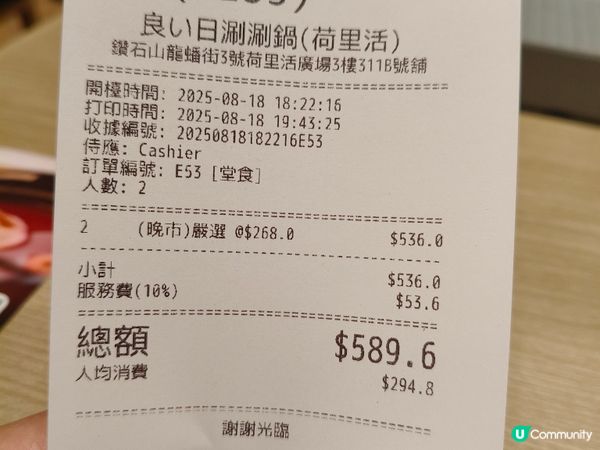 良い日涮涮鍋(荷里活)
鑽石山龍蟠街3號荷里活廣場3樓311B號舖
開檯時間: 2025-08-18 18:22:16
打印時間: 2025-08-18 19:43:25
收據編號: 20250818182216E53
侍應: Cashier
訂單編號: E53 [堂食]
人數: 2
2 (晚市)嚴選 @$268.0 $536.0
小計 $536.0
服務費(10%) $53.6
總額 $589.6
人均消費 $294.8
謝謝光臨
U Community